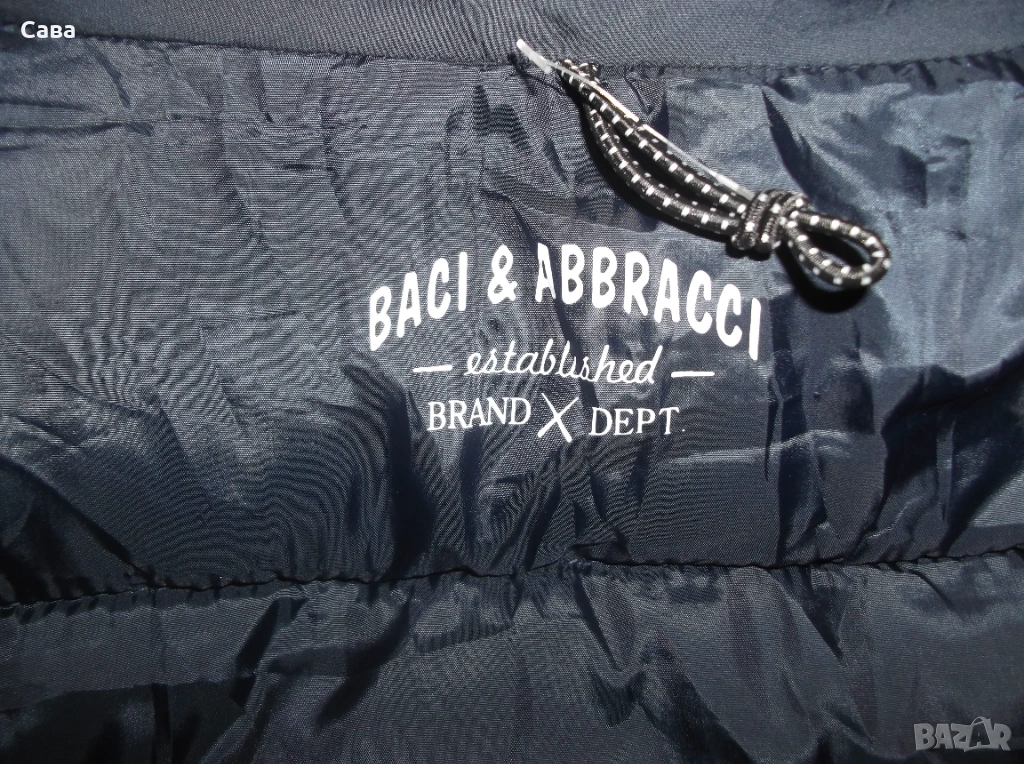 Сава
BACI & ABBRACCI
established
BRAND X DEPT.
BAZAR